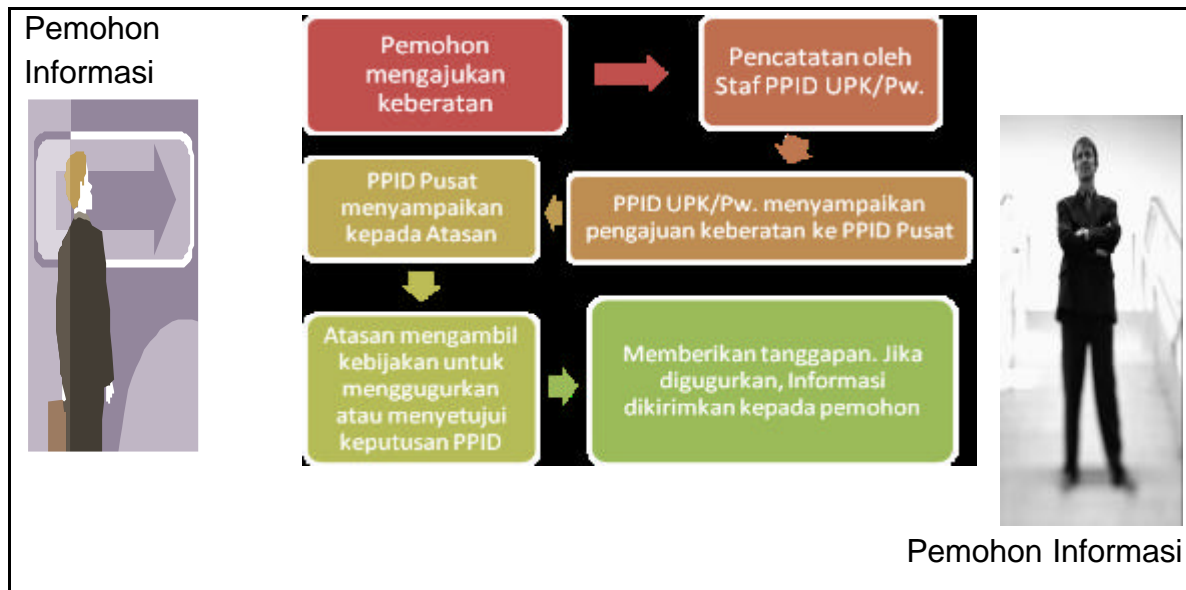 Pemohon
Informasi
Pemohon
mengajukan
keberatan
Pencatatan oleh
Staf PPID UPK/Pw.
PPID UPK/Pw. menyampaikan
pengajuan keberatan ke PPID Pusat
PPID Pusat
menyampaikan
kepada Atasan
Atasan mengambil
kebijakan untuk
menggugurkan
atau menyetujui
keputusan PPID
Memberikan tanggapan. Jika
digugurkan, Informasi
dikirimkan kepada pemohon
Pemohon Informasi